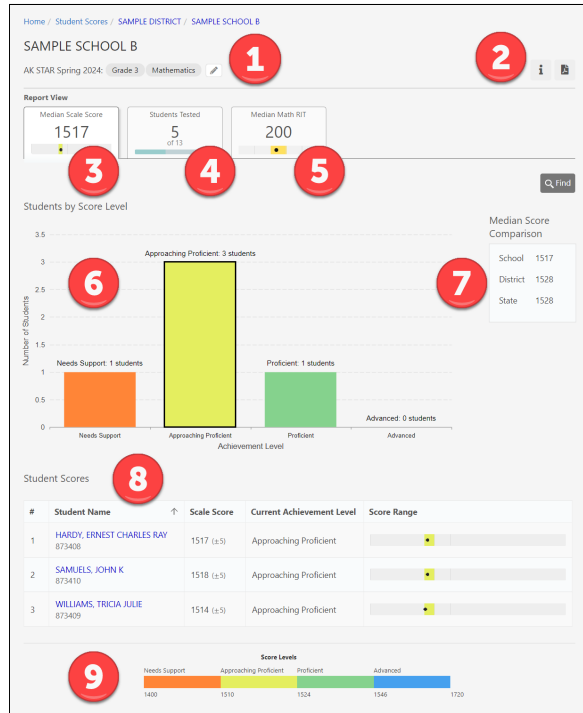 Home / Student Scores / SAMPLE DISTRICT / SAMPLE SCHOOL B
SAMPLE SCHOOL B
1
2
AK STAR Spring 2024: Grade 3 Mathematics
Report View
Median Scale Score
1517
3
Students Tested
5
of 13
4
Median Math RIT
200
5
Find
Students by Score Level
Median Score
Comparison
School 1517
District 1528
State 1528
7
6
Number of Students
3.5
3
2.5
2
1.5
1
0.5
0
Approaching Proficient: 3 students
Needs Support: 1 students
Proficient: 1 students
Advanced: 0 students
Needs Support Approaching Proficient Proficient Advanced
Achievement Level
Student Scores
8
# Student Name ↑ Scale Score Current Achievement Level Score Range
1 HARDY, ERNEST CHARLES RAY 1517 (±5) Approaching Proficient
873408
2 SAMUELS, JOHN K 1518 (±5) Approaching Proficient
873410
3 WILLIAMS, TRICIA JULIE 1514 (±5) Approaching Proficient
873409
9
Score Levels
Needs Support Approaching Proficient Proficient Advanced
1400 1510 1524 1546 1720